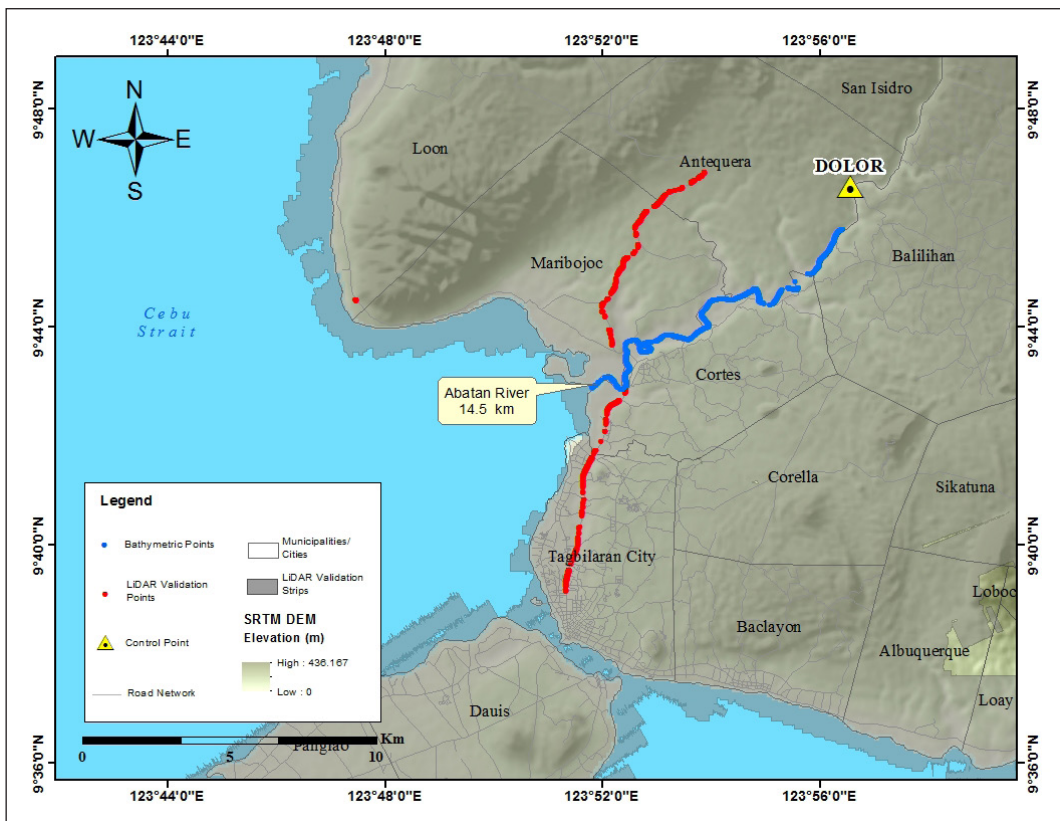 123°44'0"E 123°48'0"E 123°52'0"E 123°56'0"E
9°48'0"N
9°44'0"N
9°40'0"N
9°36'0"N
N
W E
S
San Isidro
Loon
Antequera
DOLOR
Maribojoc
Balilihan
Cebu
Strait
Cortes
Abatan River
14.5 km
Corella
Sikatuna
Tagbilaran City
Loboc
Baclayon
Albuquerque
Loay
Dauis
Panglao
Legend
Bathymetric Points
Municipalities/
Cities
LiDAR Validation
Points
LiDAR Validation
Strips
SRTM DEM
Elevation (m)
Control Point
High : 436.167
Low : 0
Road Network
Km
0 5 10
9°48'0"N
9°44'0"N
9°40'0"N
9°36'0"N
123°44'0"E 123°48'0"E 123°52'0"E 123°56'0"E